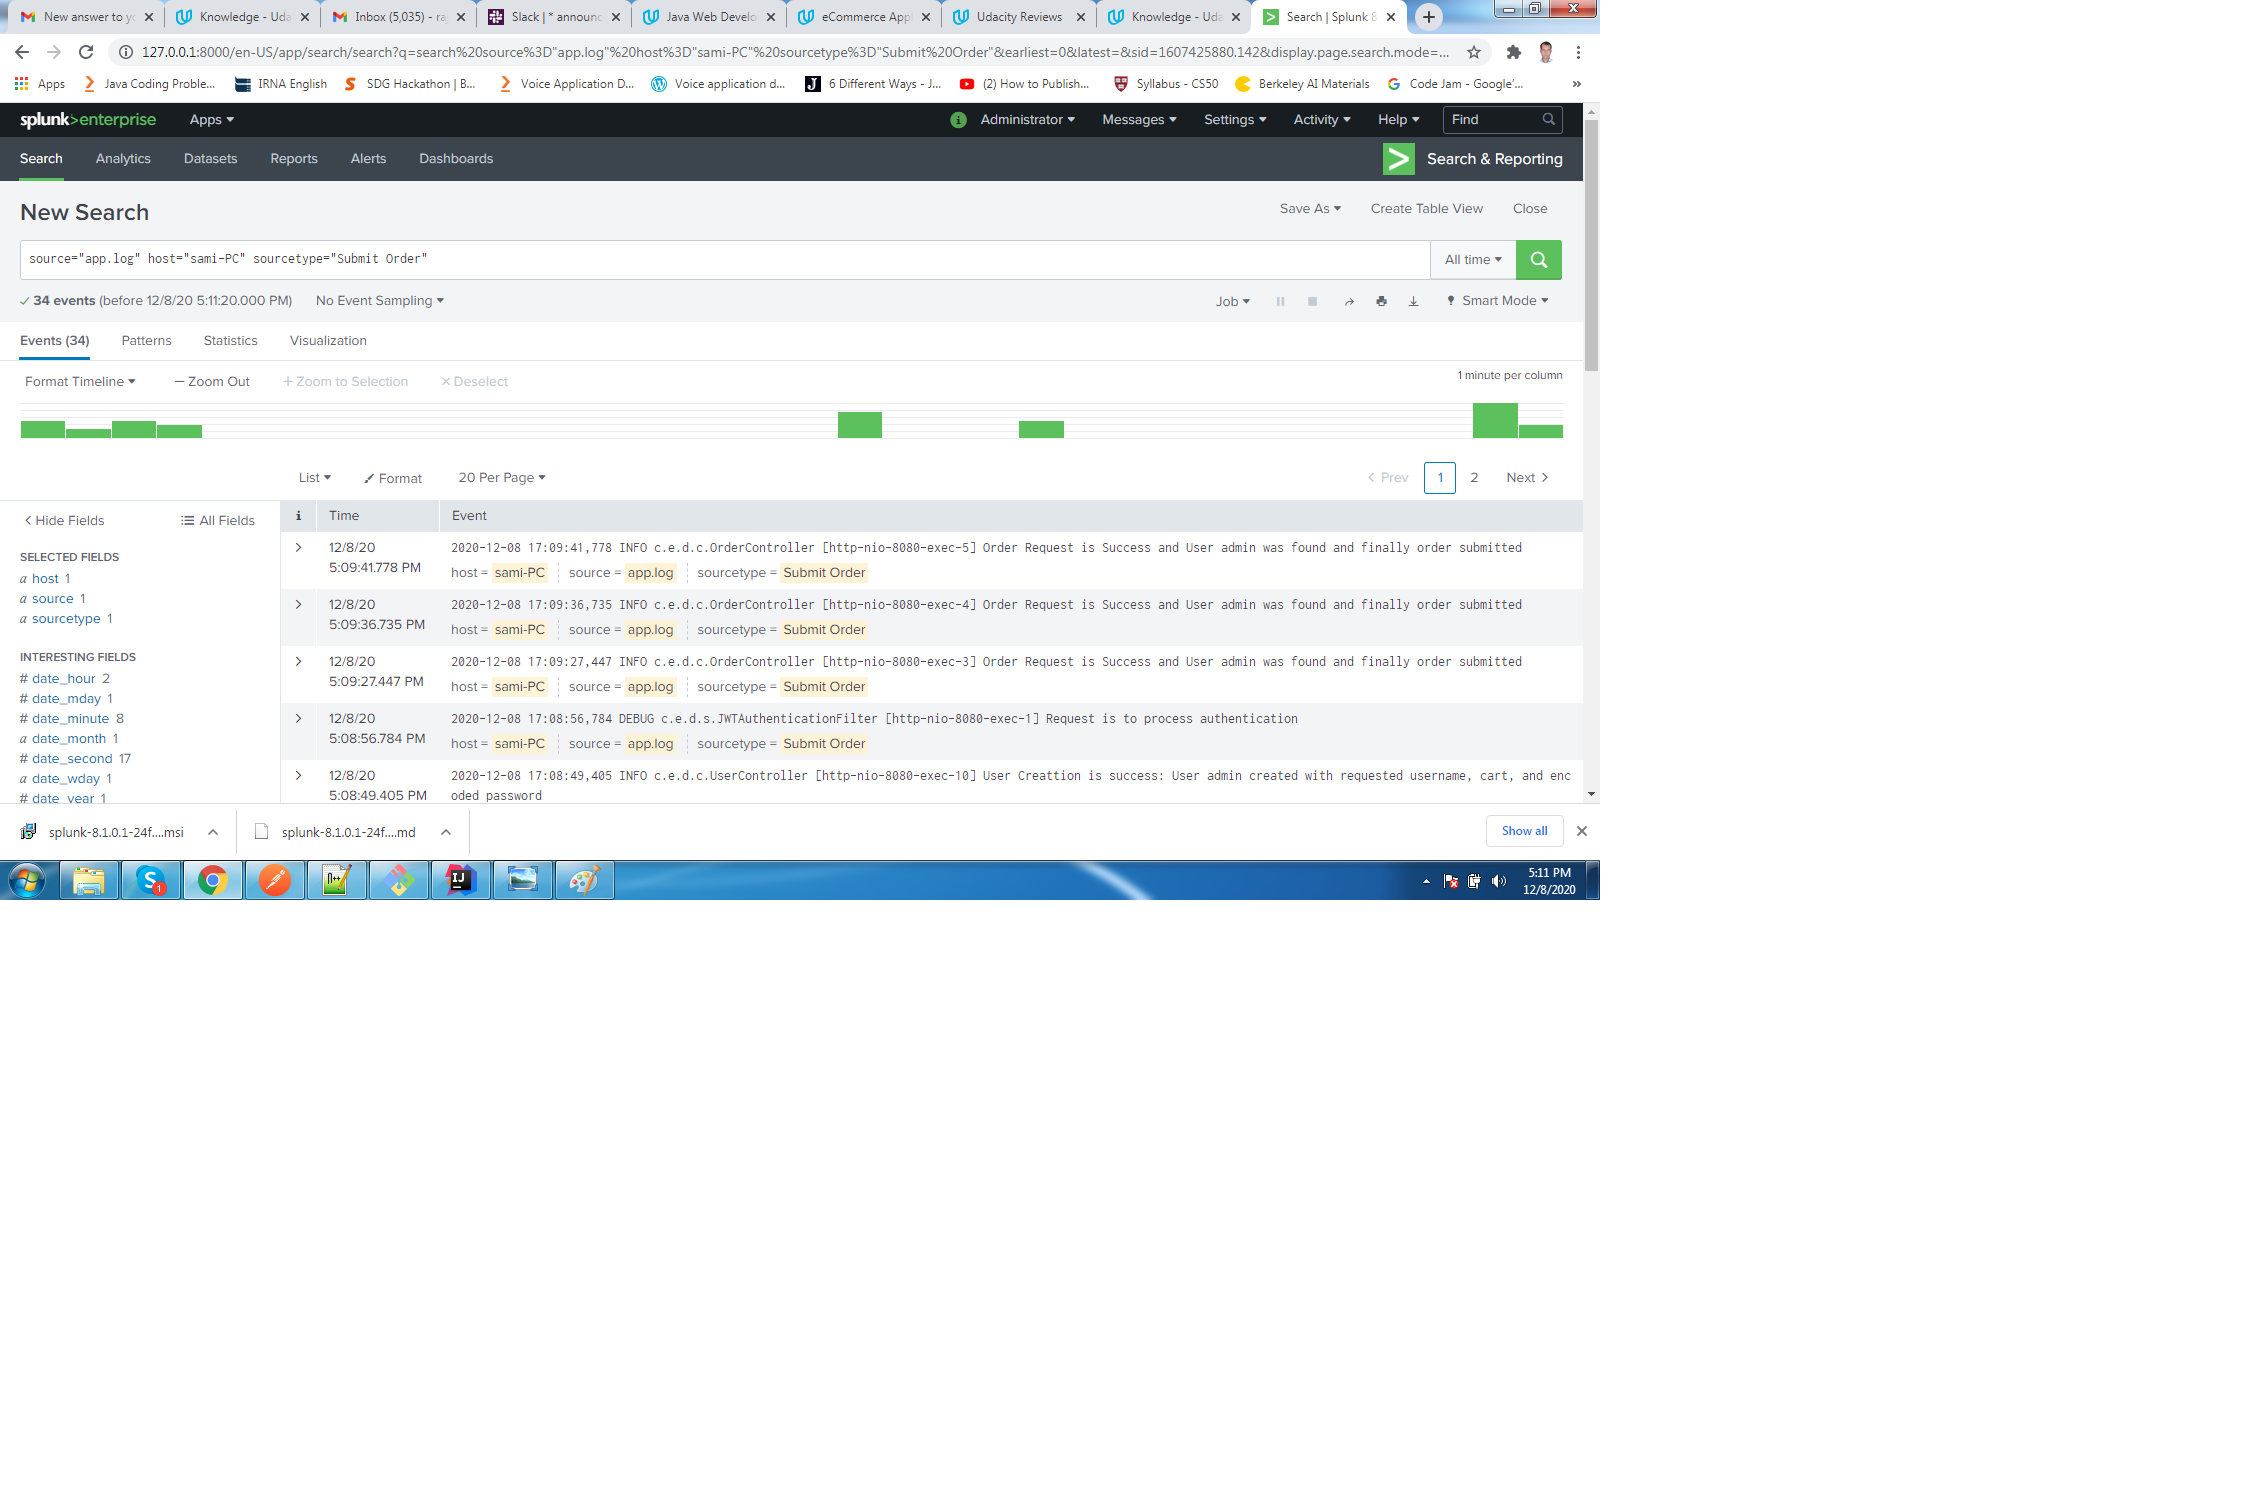 New answer to yo
Knowledge - Uda
Inbox (5,035) - ra
Slack | * announc
Java Web Develo
eCommerce Appl
Udacity Reviews
Knowledge - Uda
Search | Splunk 8
127.0.0.1:8000/en-US/app/search/search?q=search%20source%3D"app.log"%20host%3D"sami-PC"%20sourcetype%3D"Submit%20Order"&earliest=0&latest=&sid=1607425880.142&display.page.search.mode=...
Apps
Java Coding Proble...
IRNA English
SDG Hackathon | B...
Voice Application D...
Voice application d...
6 Different Ways - J...
(2) How to Publish...
Syllabus - CS50
Berkeley AI Materials
Code Jam - Google'...
»
splunk>enterprise Apps
i Administrator Messages Settings Activity Help Find
Search Analytics Datasets Reports Alerts Dashboards
> Search & Reporting
New Search
Save As Create Table View Close
source="app.log" host="sami-PC" sourcetype="Submit Order"
All time
34 events (before 12/8/20 5:11:20.000 PM) No Event Sampling
Job Smart Mode
Events (34) Patterns Statistics Visualization
Format Timeline — Zoom Out + Zoom to Selection × Deselect
1 minute per column
List Format 20 Per Page
< Prev 1 2 Next >
< Hide Fields All Fields
i Time Event
SELECTED FIELDS
a host 1
a source 1
a sourcetype 1
INTERESTING FIELDS
# date_hour 2
# date_mday 1
# date_minute 8
a date_month 1
# date_second 17
a date_wday 1
# date_year 1
> 12/8/20
5:09:41.778 PM
2020-12-08 17:09:41,778 INFO c.e.d.c.OrderController [http-nio-8080-exec-5] Order Request is Success and User admin was found and finally order submitted
host = sami-PC source = app.log sourcetype = Submit Order
> 12/8/20
5:09:36.735 PM
2020-12-08 17:09:36,735 INFO c.e.d.c.OrderController [http-nio-8080-exec-4] Order Request is Success and User admin was found and finally order submitted
host = sami-PC source = app.log sourcetype = Submit Order
> 12/8/20
5:09:27.447 PM
2020-12-08 17:09:27,447 INFO c.e.d.c.OrderController [http-nio-8080-exec-3] Order Request is Success and User admin was found and finally order submitted
host = sami-PC source = app.log sourcetype = Submit Order
> 12/8/20
5:08:56.784 PM
2020-12-08 17:08:56,784 DEBUG c.e.d.s.JWTAuthenticationFilter [http-nio-8080-exec-1] Request is to process authentication
host = sami-PC source = app.log sourcetype = Submit Order
> 12/8/20
5:08:49.405 PM
2020-12-08 17:08:49,405 INFO c.e.d.c.UserController [http-nio-8080-exec-10] User Creattion is success: User admin created with requested username, cart, and enc
oded password
splunk-8.1.0.1-24f....msi
splunk-8.1.0.1-24f....md
Show all
S 1
IJ
5:11 PM
12/8/2020